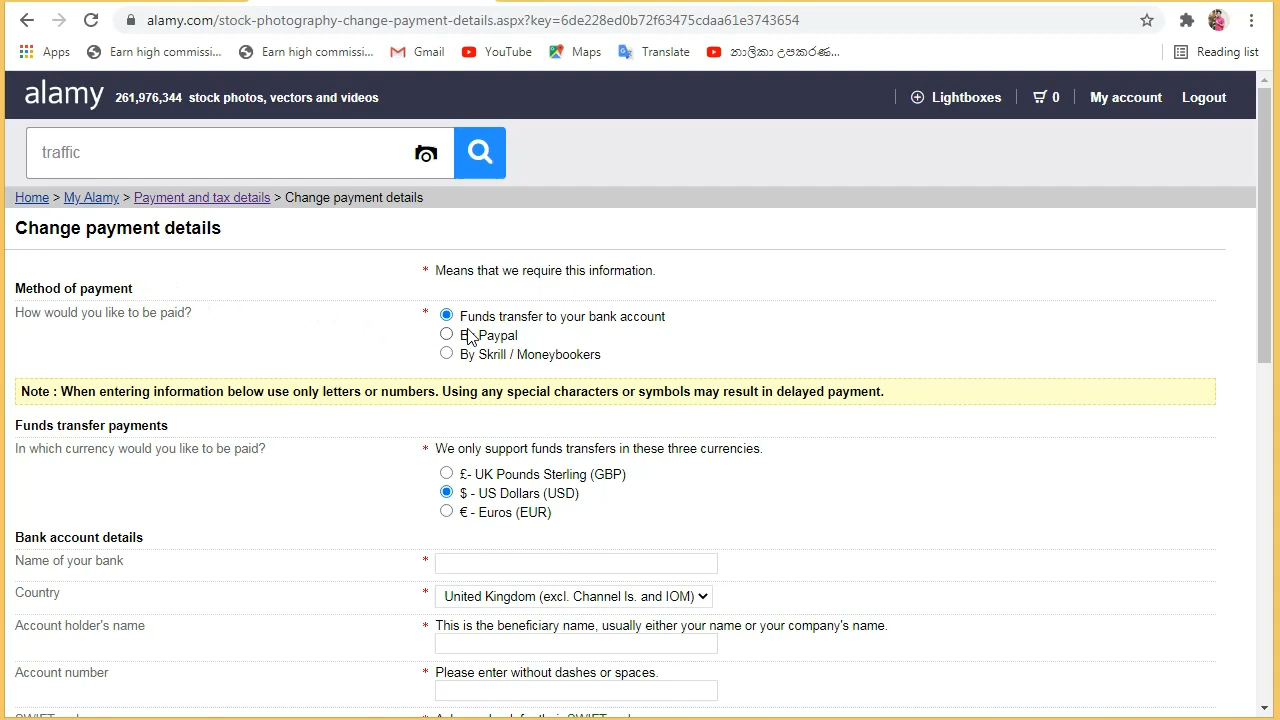 alamy.com/stock-photography-change-payment-details.aspx?key=6de228ed0b72f63475cdad61e3743654
Apps Earn high commissi... Earn high commissi... Gmail YouTube Maps Translate තාලිකා උපකරණ... Reading list
alamy 261,976,344 stock photos, vectors and videos Lightboxes 0 My account Logout
traffic
Home > My Alamy > Payment and tax details > Change payment details
Change payment details
* Means that we require this information.
Method of payment
How would you like to be paid? * Funds transfer to your bank account
By Paypal
By Skrill / Moneybookers
Note : When entering information below use only letters or numbers. Using any special characters or symbols may result in delayed payment.
Funds transfer payments
In which currency would you like to be paid? * We only support funds transfers in these three currencies.
£- UK Pounds Sterling (GBP)
$ - US Dollars (USD)
€ - Euros (EUR)
Bank account details
Name of your bank *
Country * United Kingdom (excl. Channel Is. and IOM)
Account holder's name * This is the beneficiary name, usually either your name or your company's name.
Account number * Please enter without dashes or spaces.